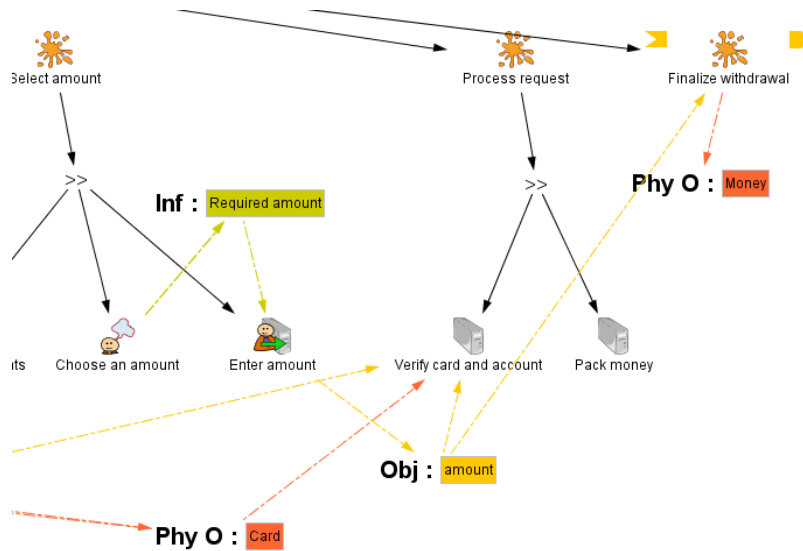 Select amount
Process request
Finalize withdrawal
>>
>>
Phy O : Money
Inf : Required amount
nts
Choose an amount
Enter amount
Verify card and account
Pack money
Obj : amount
Phy O : Card